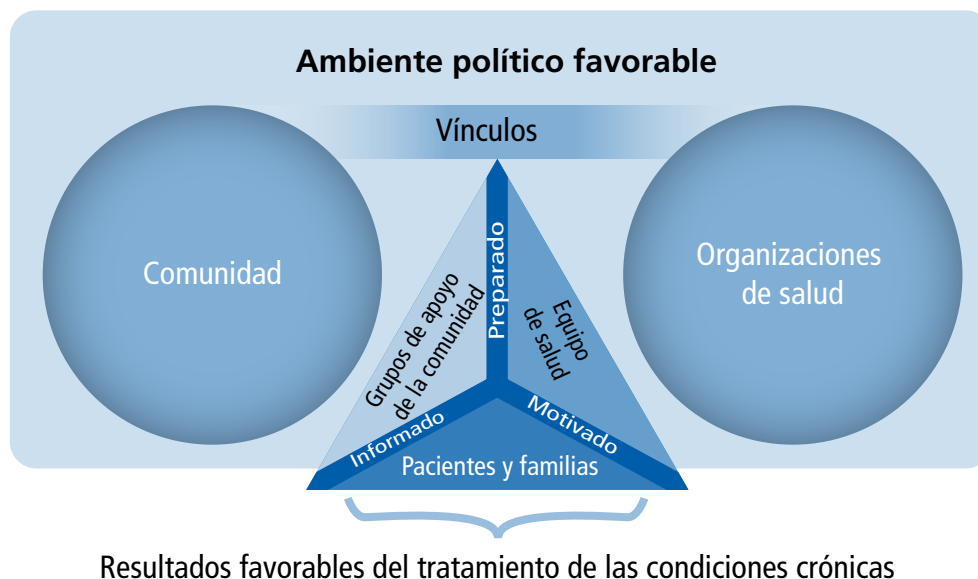 Ambiente político favorable
Vínculos
Comunidad
Organizaciones
de salud
Grupos de apoyo
de la comunidad
Preparado
Equipo
de salud
Informado
Motivado
Pacientes y familias
Resultados favorables del tratamiento de las condiciones crónicas